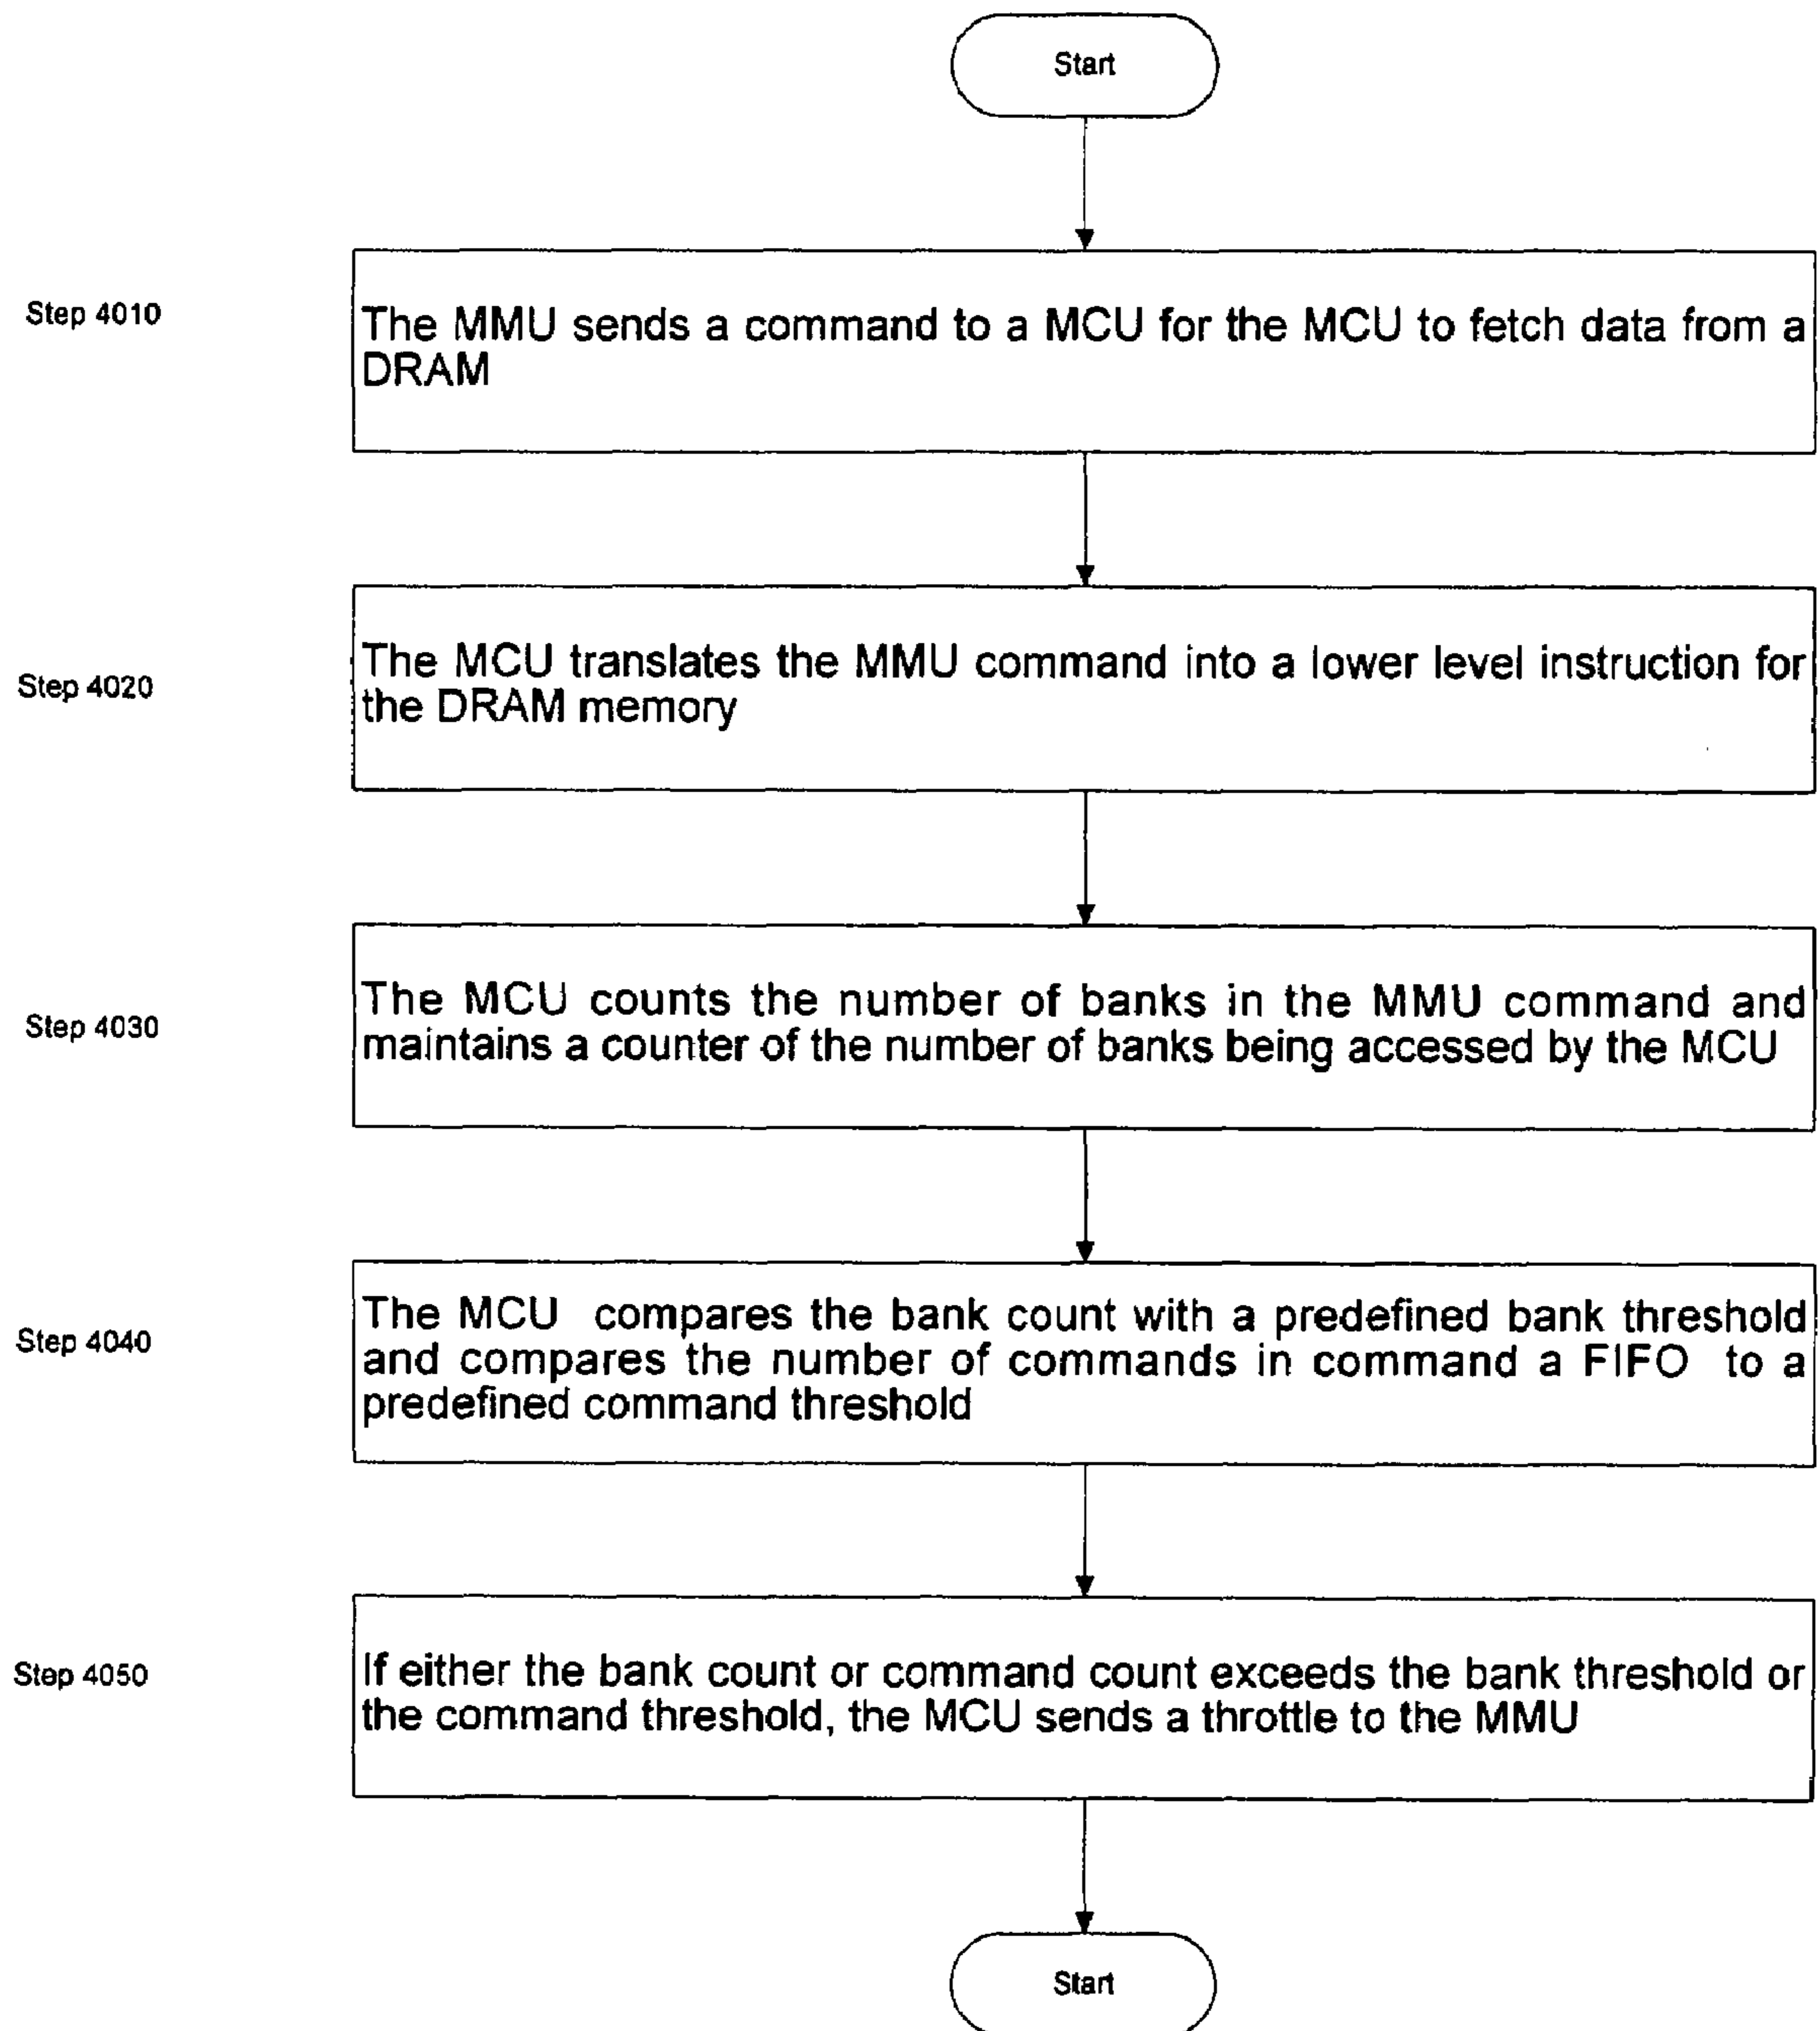 Start
Step 4010
The MMU sends a command to a MCU for the MCU to fetch data from a
DRAM
Step 4020
The MCU translates the MMU command into a lower level instruction for
the DRAM memory
Step 4030
The MCU counts the number of banks in the MMU command and
maintains a counter of the number of banks being accessed by the MCU
Step 4040
The MCU compares the bank count with a predefined bank threshold
and compares the number of commands in command a FIFO to a
predefined command threshold
Step 4050
If either the bank count or command count exceeds the bank threshold or
the command threshold, the MCU sends a throttle to the MMU
Start